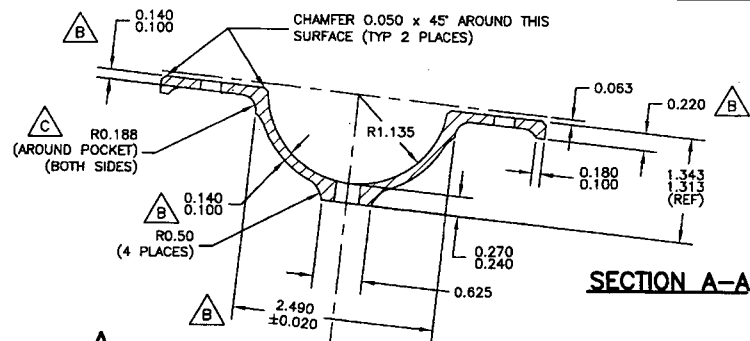 0.140
0.100
B
CHAMFER 0.050 x 45° AROUND THIS
SURFACE (TYP 2 PLACES)
0.063
0.220
B
C
R0.188
(AROUND POCKET)
(BOTH SIDES)
R1.135
0.180
0.100
1.343
1.313
(REF)
B
0.140
0.100
R0.50
(4 PLACES)
0.270
0.240
0.625
SECTION A-A
B
2.490
±0.020
A